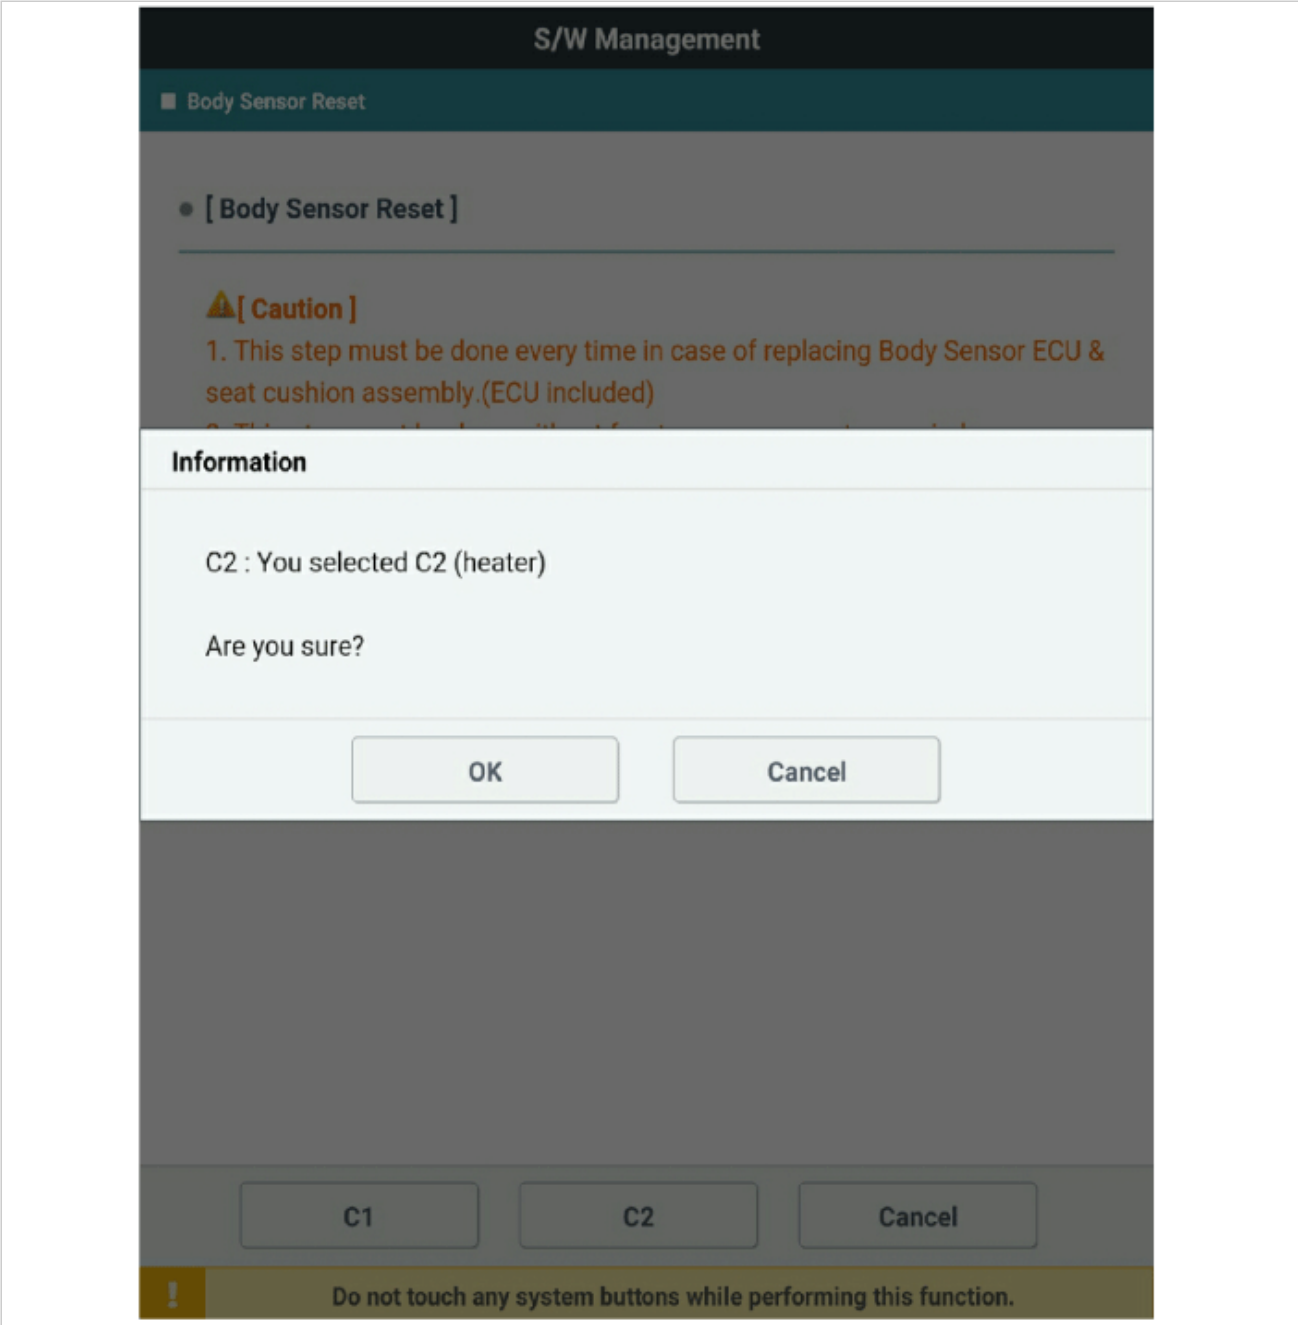 S/W Management
Body Sensor Reset
[ Body Sensor Reset ]
[ Caution ]
1. This step must be done every time in case of replacing Body Sensor ECU &
seat cushion assembly.(ECU included)
Information
C2 : You selected C2 (heater)
Are you sure?
OK Cancel
C1 C2 Cancel
! Do not touch any system buttons while performing this function.